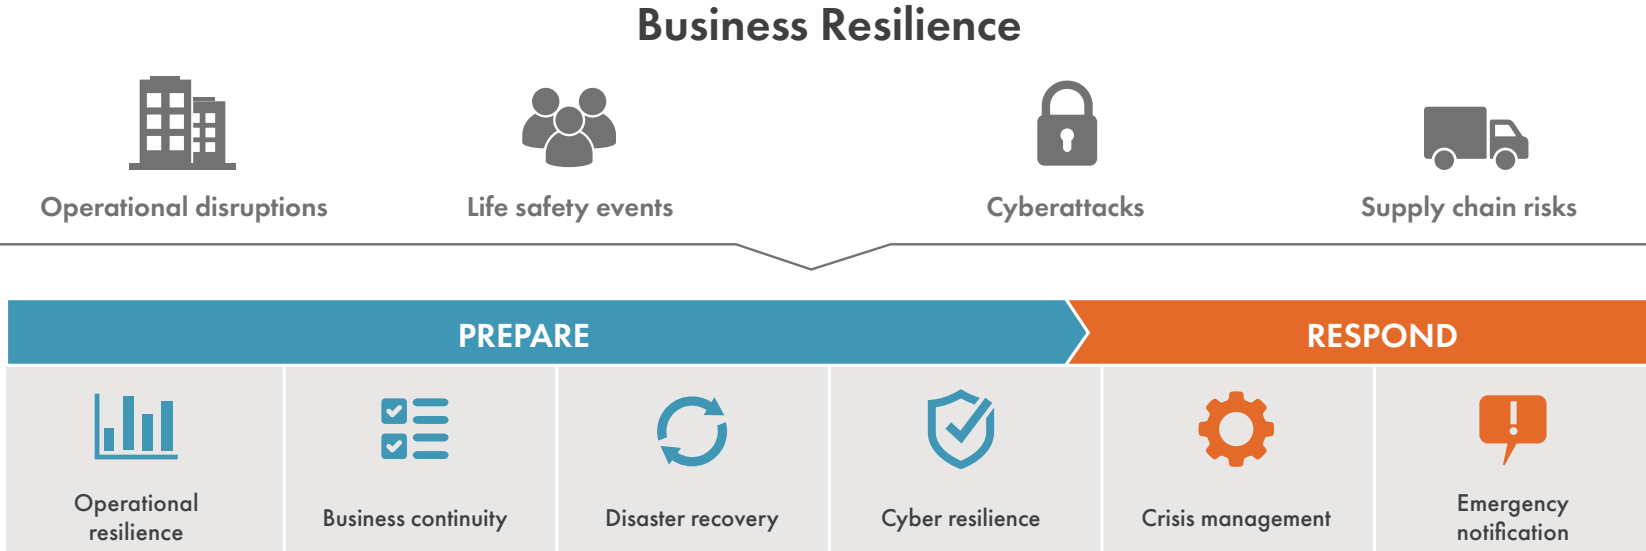 Business Resilience
Operational disruptions
Life safety events
Cyberattacks
Supply chain risks
PREPARE
RESPOND
Operational
resilience
Business continuity
Disaster recovery
Cyber resilience
Crisis management
Emergency
notification